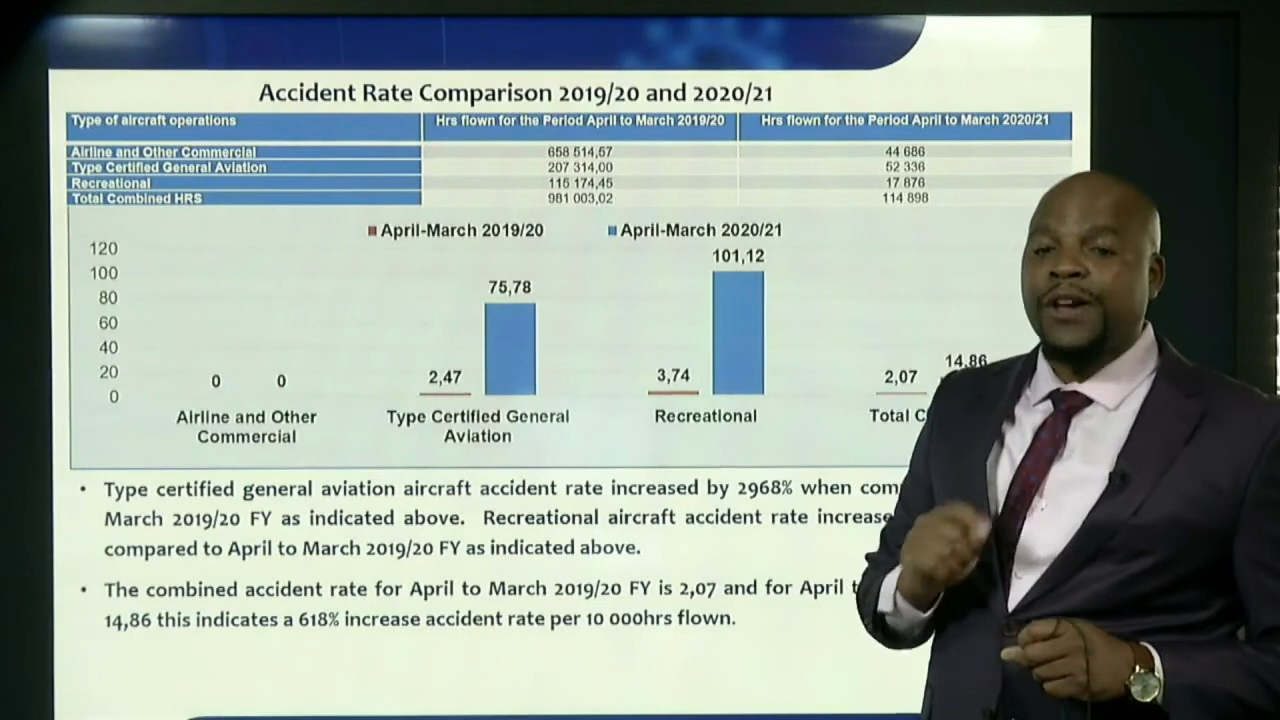 Accident Rate Comparison 2019/20 and 2020/21
Type of aircraft operations Hrs flown for the Period April to March 2019/20 Hrs flown for the Period April to March 2020/21
Airline and Other Commercial 658 514,57 44 686
Type Certified General Aviation 207 314,00 52 336
Recreational 115 174,45 17 876
Total Combined HRS 981 003,02 114 898
April-March 2019/20 April-March 2020/21
120
100
80
60
40
20
0
0 0
2,47 75,78
3,74 101,12
2,07 14,86
Airline and Other
Commercial
Type Certified General
Aviation
Recreational
Total C
• Type certified general aviation aircraft accident rate increased by 2968% when com
March 2019/20 FY as indicated above. Recreational aircraft accident rate increase
compared to April to March 2019/20 FY as indicated above.
• The combined accident rate for April to March 2019/20 FY is 2,07 and for April t
14,86 this indicates a 618% increase accident rate per 10 000hrs flown.